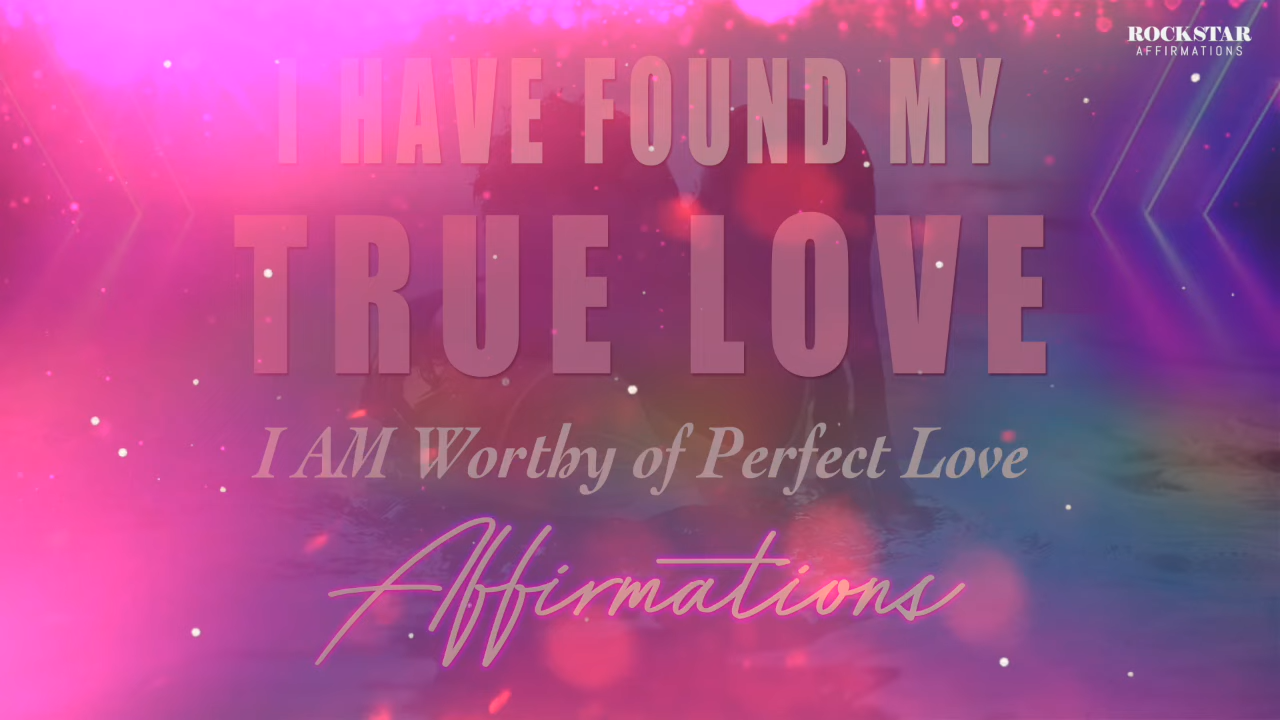 ROCKSTAR
AFFIRMATIONS
I HAVE FOUND MY
TRUE LOVE
I AM Worthy of Perfect Love
Affirmations